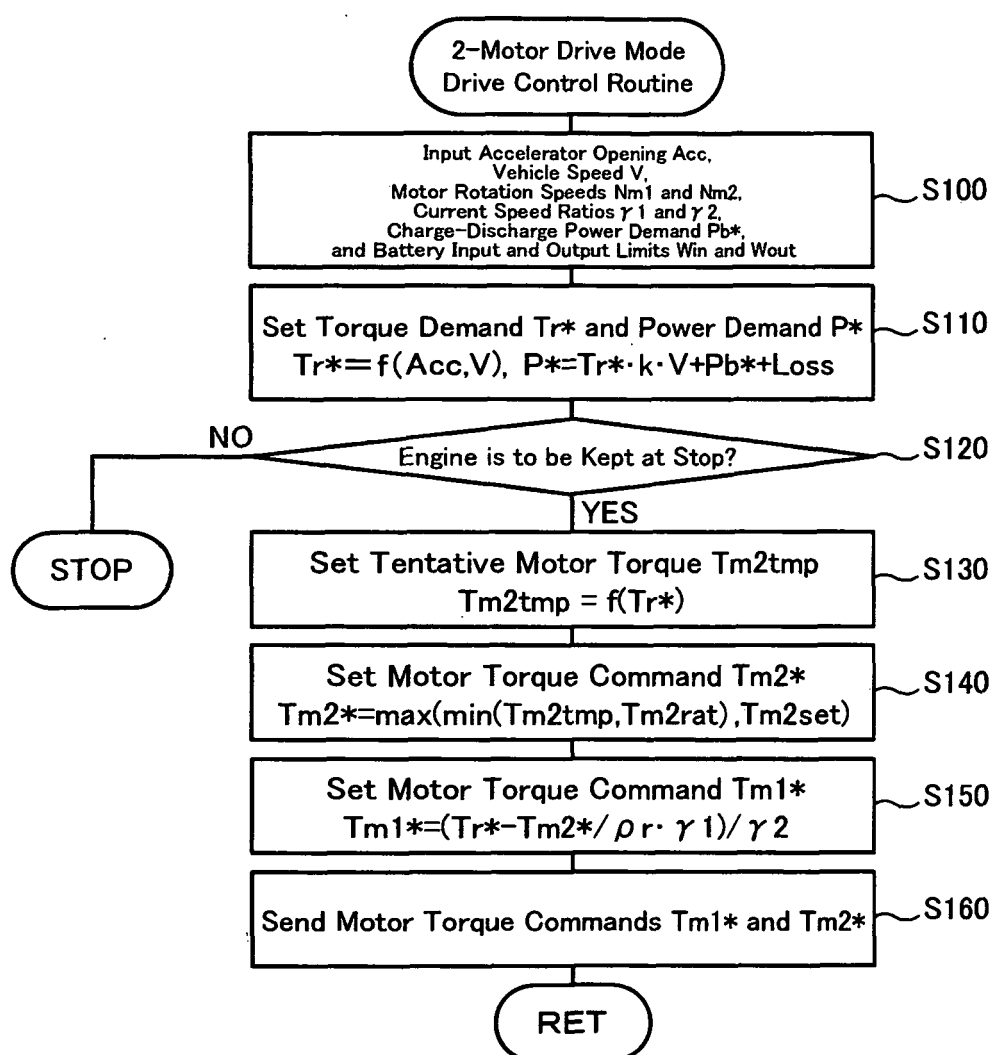 2-Motor Drive Mode
Drive Control Routine
Input Accelerator Opening Acc,
Vehicle Speed V,
Motor Rotation Speeds Nm1 and Nm2,
Current Speed Ratios γ1 and γ2,
Charge-Discharge Power Demand Pb*,
and Battery Input and Output Limits Win and Wout
S100
Set Torque Demand Tr* and Power Demand P*
Tr*=f(Acc,V), P*=Tr*·k·V+Pb*+Loss
S110
NO
Engine is to be Kept at Stop?
S120
YES
STOP
Set Tentative Motor Torque Tm2tmp
Tm2tmp = f(Tr*)
S130
Set Motor Torque Command Tm2*
Tm2*=max(min(Tm2tmp,Tm2rat),Tm2set)
S140
Set Motor Torque Command Tm1*
Tm1*=(Tr*-Tm2*/ρr·γ1)/γ2
S150
Send Motor Torque Commands Tm1* and Tm2*
S160
RET